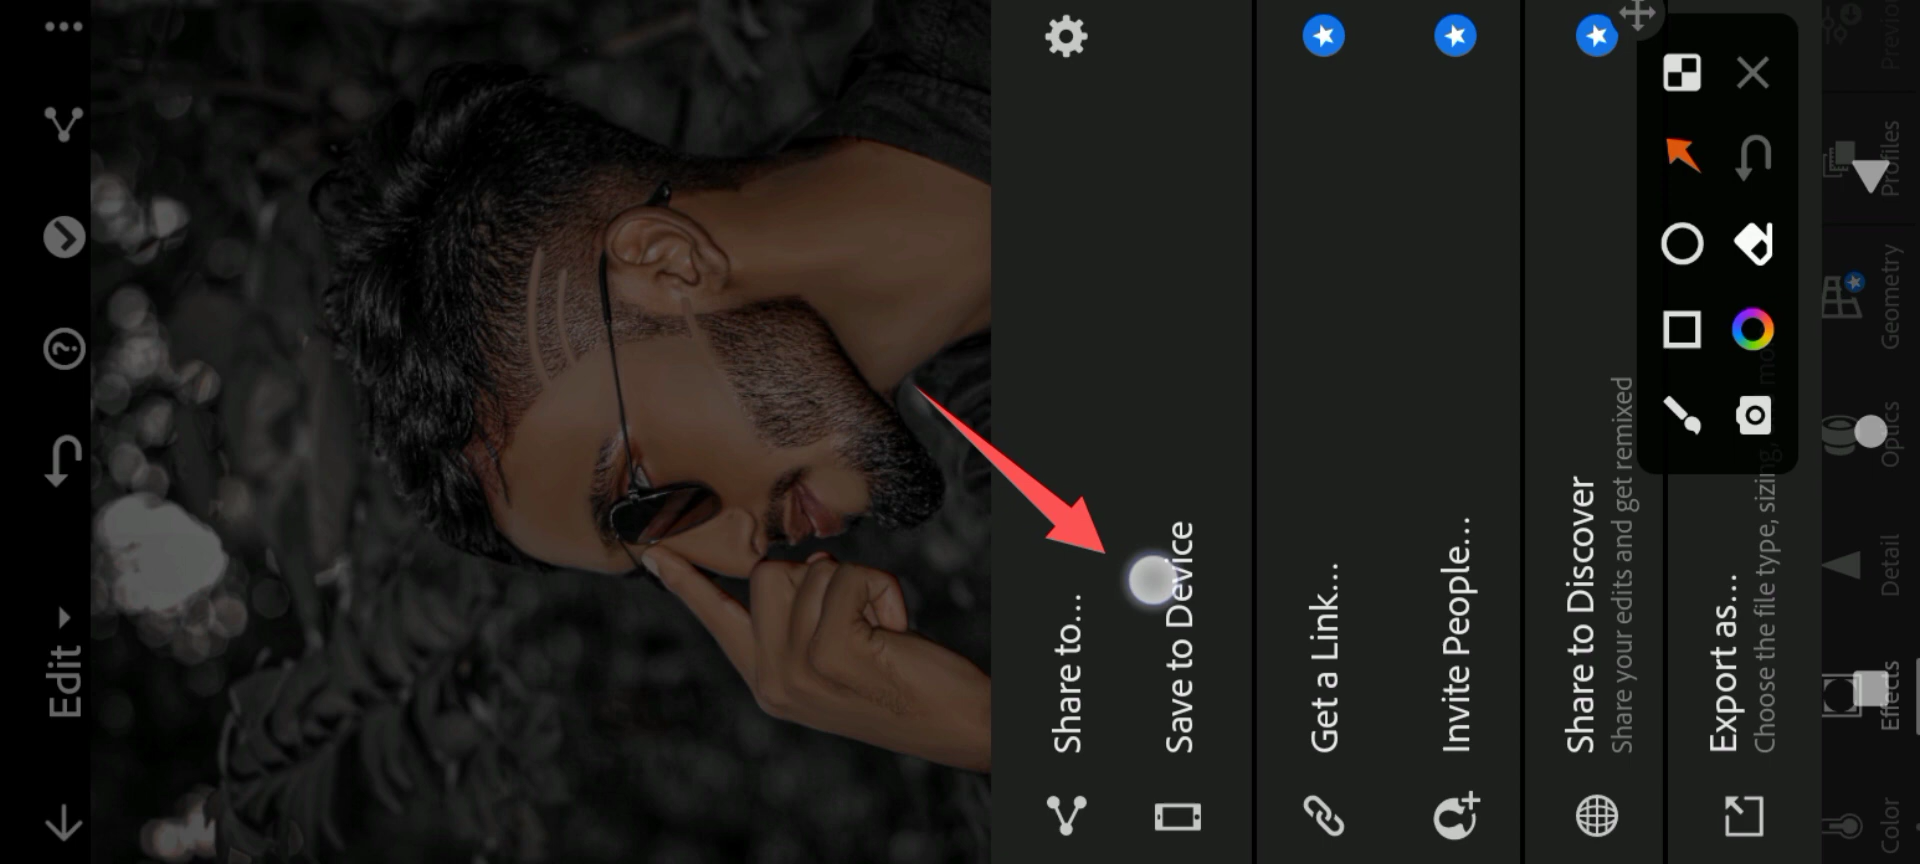 Edit
Share to...
Save to Device
Get a Link...
Invite People...
Share to Discover
Share your edits and get remixed
Export as...
Choose the file type, sizing,
Color
Effects
Detail
Optics
Geometry
Profiles